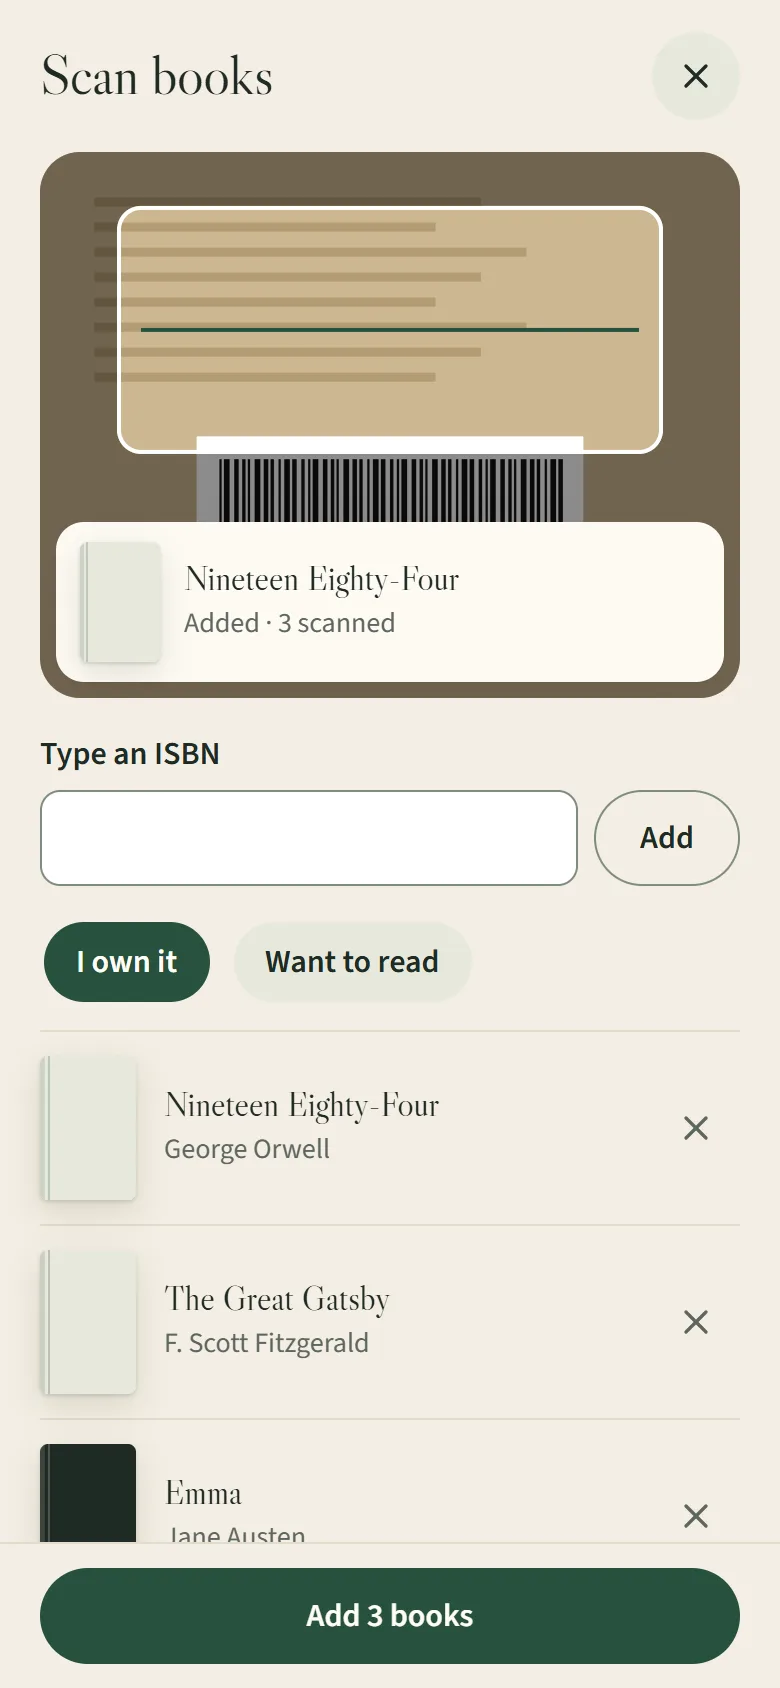 Scan books
Nineteen Eighty-Four
Added · 3 scanned
Type an ISBN
Add
I own it
Want to read
Nineteen Eighty-Four
George Orwell
The Great Gatsby
F. Scott Fitzgerald
Emma
Jane Austen
Add 3 books